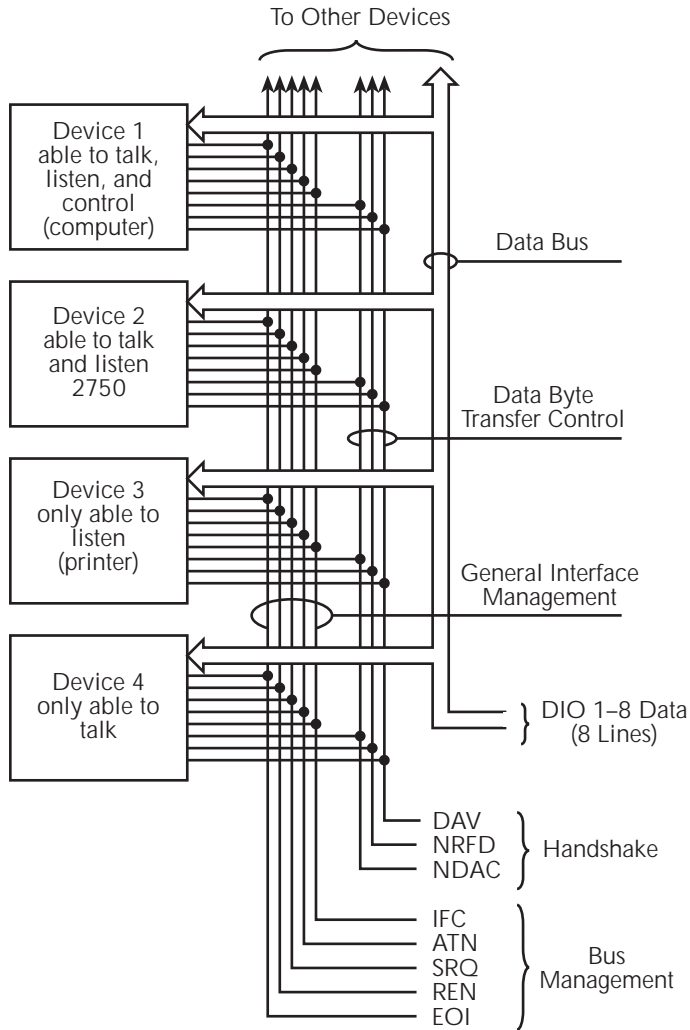 To Other Devices
Device 1
able to talk,
listen, and
control
(computer)
Data Bus
Device 2
able to talk
and listen
2750
Data Byte
Transfer Control
Device 3
only able to
listen
(printer)
General Interface
Management
Device 4
only able to
talk
DIO 1–8 Data
(8 Lines)
DAV
NRFD
NDAC
Handshake
IFC
ATN
SRQ
REN
EOI
Bus
Management